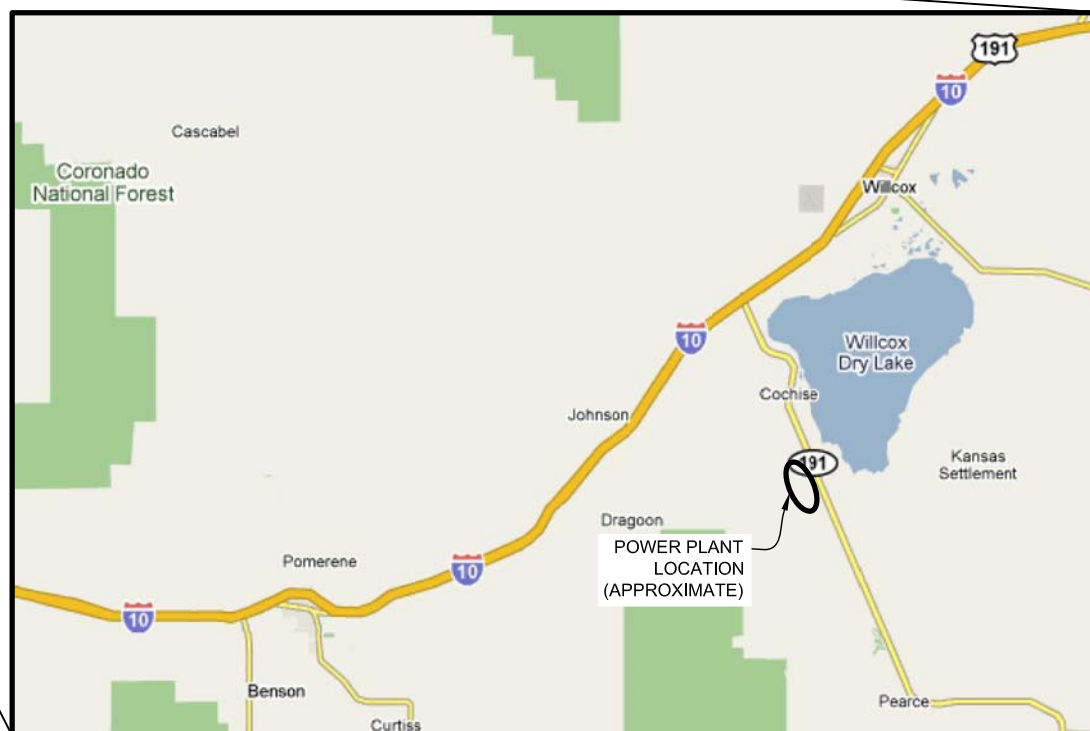 191
10
Cascabel
Coronado
National Forest
Willcox
10
Willcox
Dry Lake
Cochise
Johnson
191
Kansas
Settlement
Dragoon
POWER PLANT
LOCATION
(APPROXIMATE)
Pomerene
10
10
Benson
Pearce
Curtiss